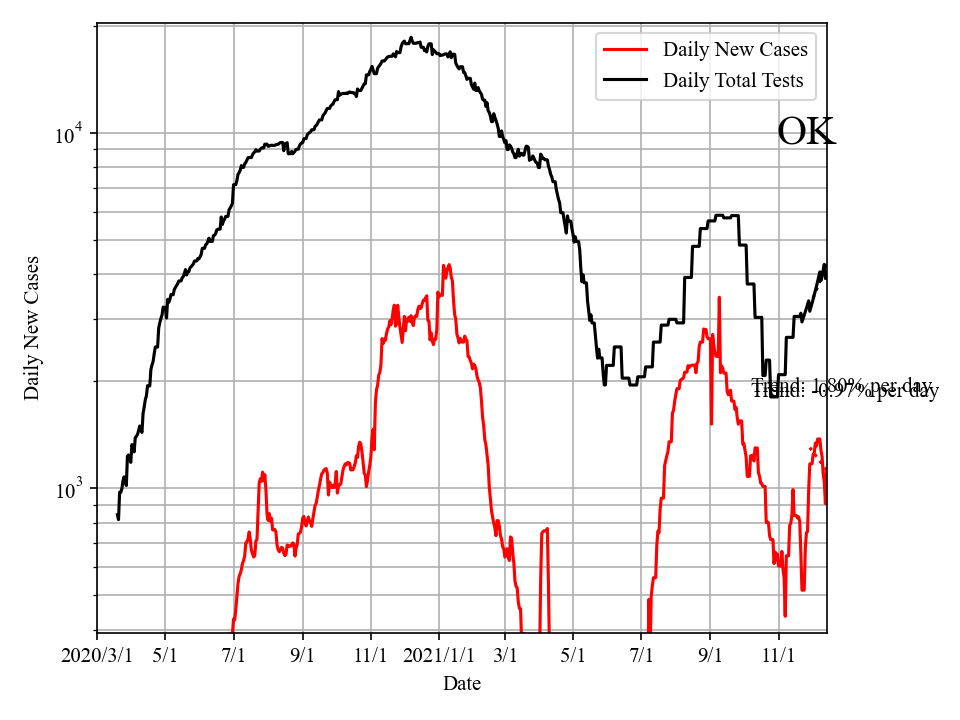 Daily New Cases
Daily Total Tests
OK
10^4
Daily New Cases
Trend: 1.80% per day
Trend: -0.97% per day
10^3
2020/3/1 5/1 7/1 9/1 11/1 2021/1/1 3/1 5/1 7/1 9/1 11/1
Date